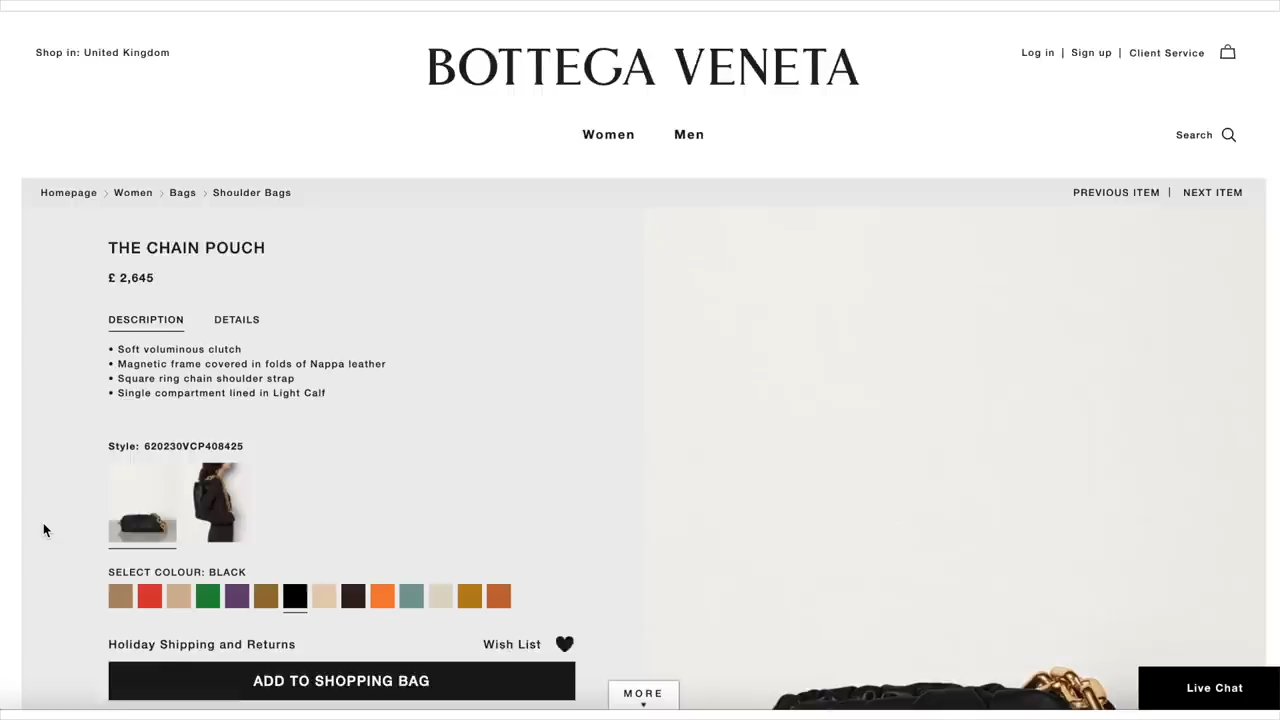 Shop in: United Kingdom
BOTTEGA VENETA
Log in | Sign up | Client Service
Women Men
Search
Homepage > Women > Bags > Shoulder Bags
PREVIOUS ITEM | NEXT ITEM
THE CHAIN POUCH
£ 2,645
DESCRIPTION DETAILS
• Soft voluminous clutch
• Magnetic frame covered in folds of Nappa leather
• Square ring chain shoulder strap
• Single compartment lined in Light Calf
Style: 620230VCP408425
SELECT COLOUR: BLACK
Holiday Shipping and Returns
Wish List
ADD TO SHOPPING BAG
MORE
Live Chat